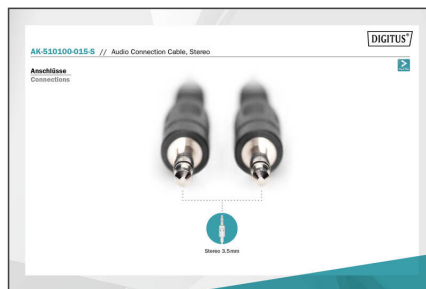 DIGITUS®
AK-510100-015-S // Audio Connection Cable, Stereo
Anschlüsse
Connections
Stereo 3.5mm